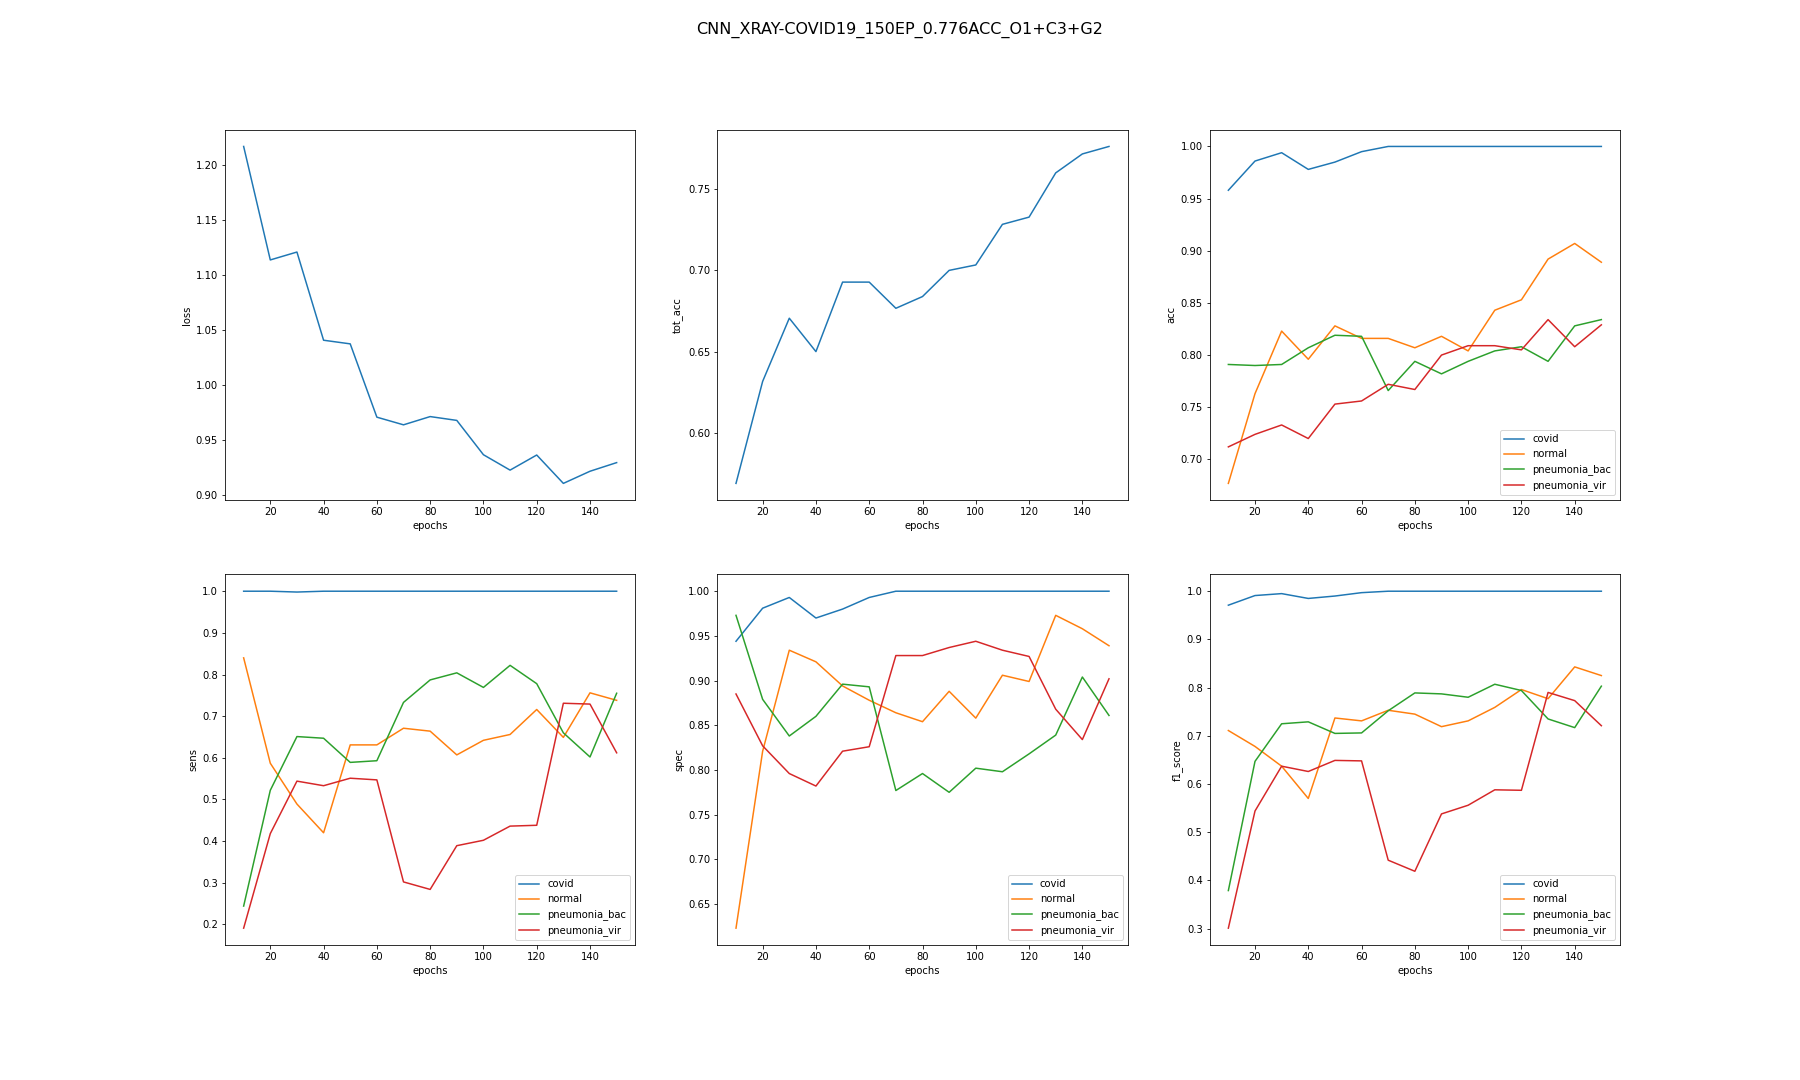 CNN_XRAY-COVID19_150EP_0.776ACC_O1+C3+G2
1.20
1.15
1.10
1.05
1.00
0.95
0.90
loss
20 40 60 80 100 120 140
epochs
0.75
0.70
0.65
0.60
tot_acc
20 40 60 80 100 120 140
epochs
1.00
0.95
0.90
0.85
0.80
0.75
0.70
acc
covid
normal
pneumonia_bac
pneumonia_vir
20 40 60 80 100 120 140
epochs
1.0
0.9
0.8
0.7
0.6
0.5
0.4
0.3
0.2
sens
covid
normal
pneumonia_bac
pneumonia_vir
20 40 60 80 100 120 140
epochs
1.00
0.95
0.90
0.85
0.80
0.75
0.70
0.65
spec
covid
normal
pneumonia_bac
pneumonia_vir
20 40 60 80 100 120 140
epochs
1.0
0.9
0.8
0.7
0.6
0.5
0.4
0.3
f1_score
covid
normal
pneumonia_bac
pneumonia_vir
20 40 60 80 100 120 140
epochs